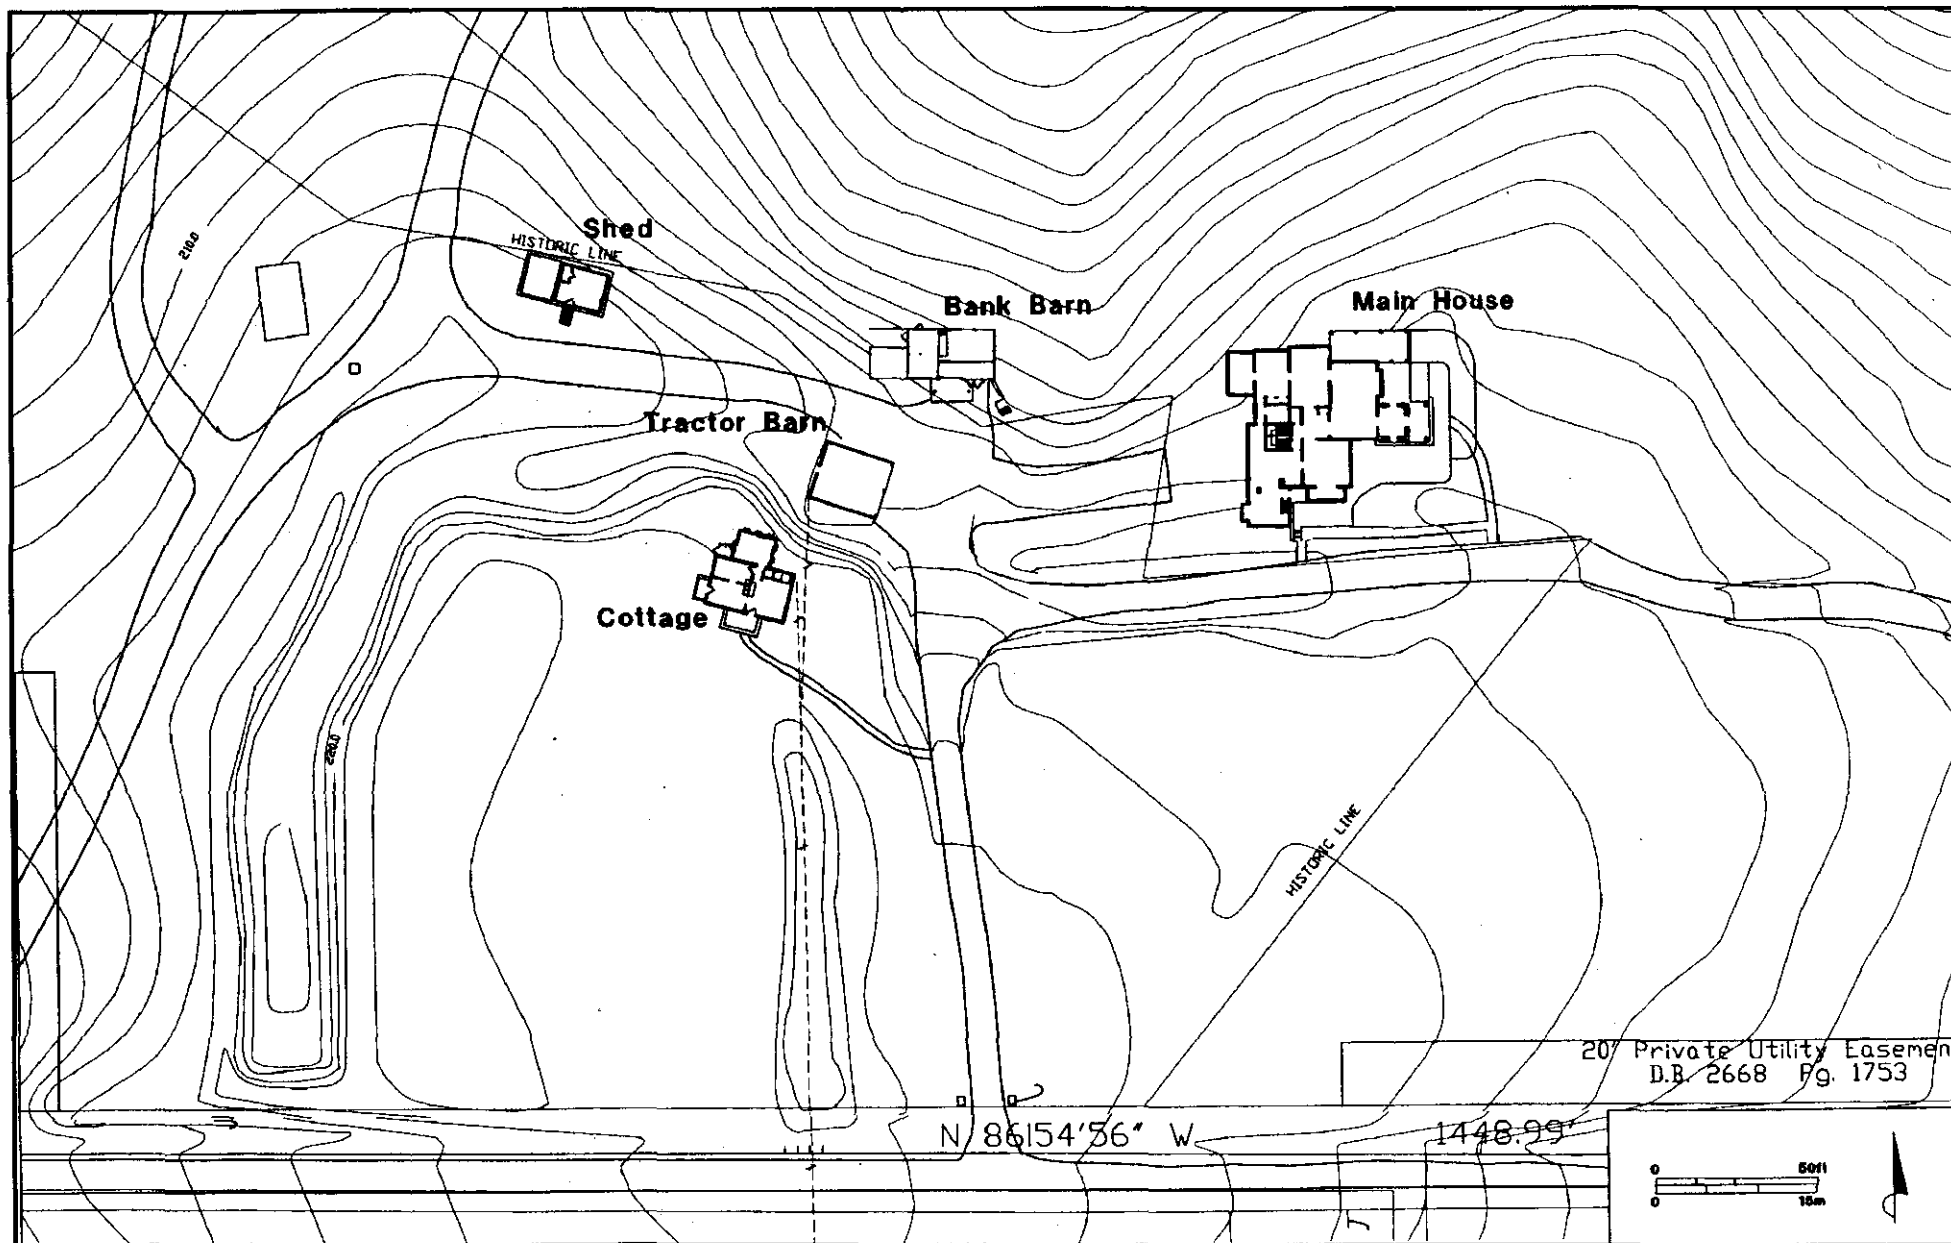 Shed
HISTORIC LINE
210.0
Bank Barn
Main House
Tractor Barn
Cottage
220.0
HISTORIC LINE
20' Private Utility Easemen
D.B. 2668 Pg. 1753
N 86154'56" W
1448.99'
0 50ft
0 15m